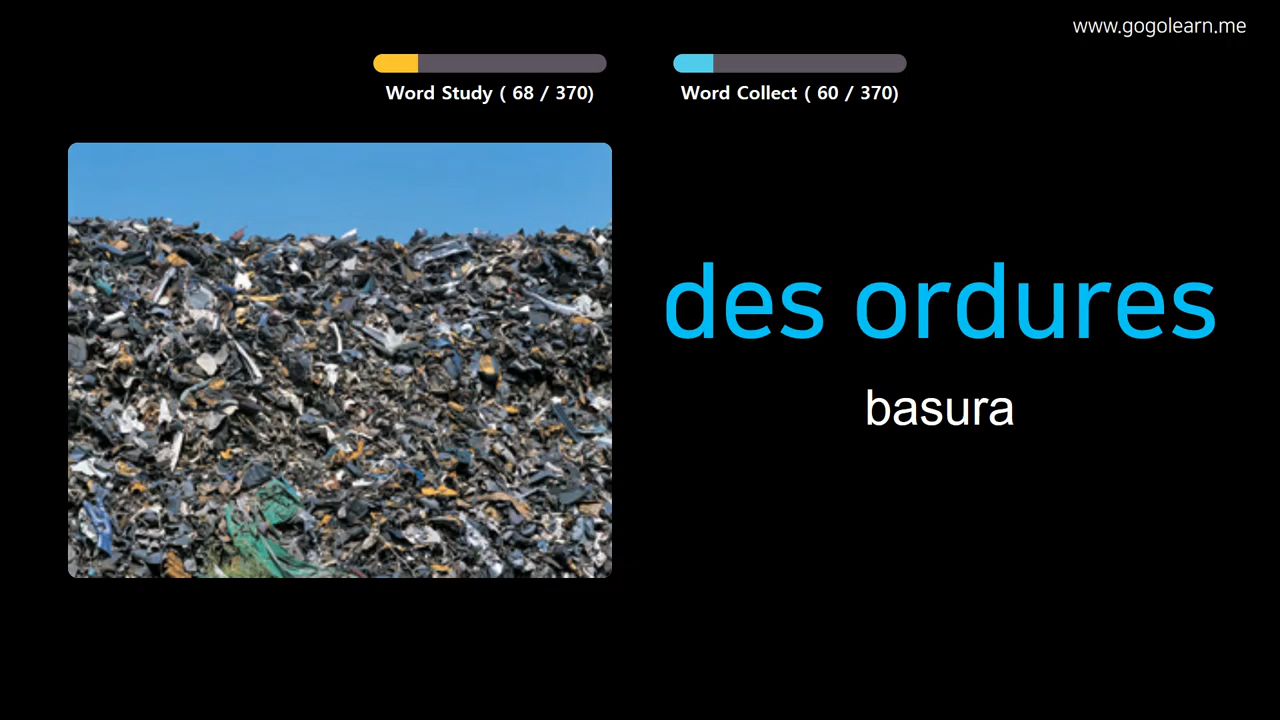 www.gogolearn.me
Word Study ( 68 / 370)
Word Collect ( 60 / 370)
des ordures
basura